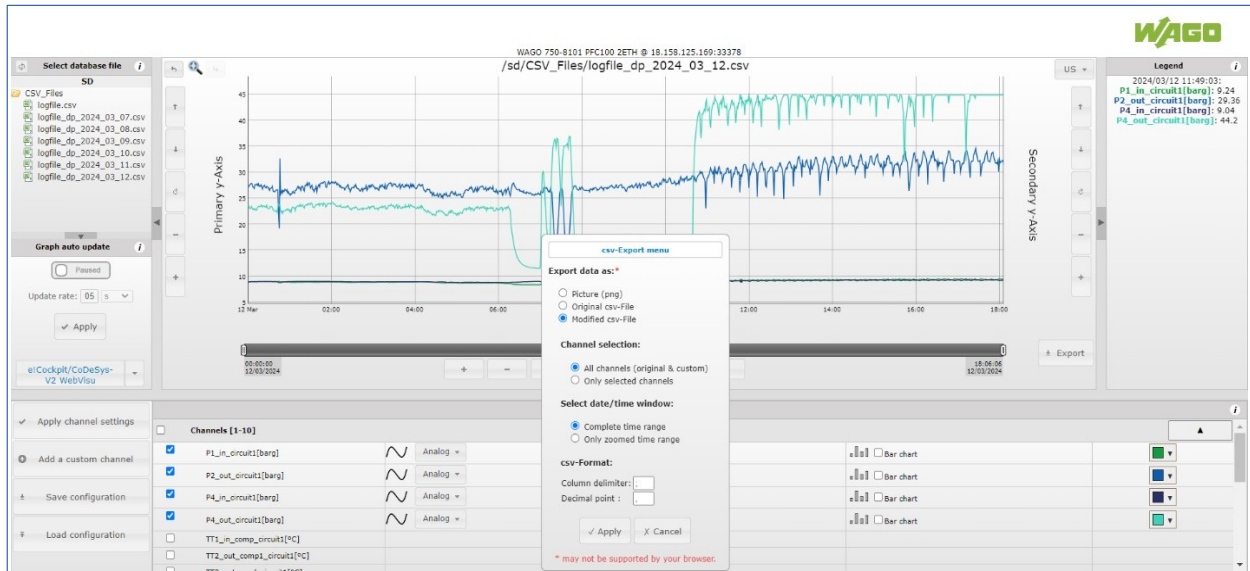 WAGO
WAGO 750-8101 PFC100 2ETH @ 18.158.125.169:33378
/sd/CSV_Files/logfile_dp_2024_03_12.csv
Select database file
i
SD
CSV_Files
logfile.csv
logfile_dp_2024_03_07.csv
logfile_dp_2024_03_08.csv
logfile_dp_2024_03_09.csv
logfile_dp_2024_03_10.csv
logfile_dp_2024_03_11.csv
logfile_dp_2024_03_12.csv
Graph auto update
i
Paused
Update rate: 05 s
Apply
e!Cockpit/CoDeSys-
V2 WebVisu
US
Primary y-Axis
45
40
35
30
25
20
15
10
5
12 Mar
02:00
04:00
06:00
12:00
14:00
16:00
18:00
Secondary y-Axis
00:00:00
12/03/2024
18:06:06
12/03/2024
Export
Legend
i
2024/03/12 11:49:03:
P1_in_circuit1[barg]: 9.24
P2_out_circuit1[barg]: 29.36
P4_in_circuit1[barg]: 9.04
P4_out_circuit1[barg]: 44.2
csv-Export menu
Export data as:*
Picture (png)
Original csv-File
Modified csv-File
Channel selection:
All channels (original & custom)
Only selected channels
Select date/time window:
Complete time range
Only zoomed time range
csv-Format:
Column delimiter:
Decimal point :
Apply
Cancel
* may not be supported by your browser.
Apply channel settings
Add a custom channel
Save configuration
Load configuration
i
Channels [1-10]
P1_in_circuit1[barg] Analog Bar chart
P2_out_circuit1[barg] Analog Bar chart
P4_in_circuit1[barg] Analog Bar chart
P4_out_circuit1[barg] Analog Bar chart
TT1_in_comp_circuit1[ºC]
TT2_out_comp1_circuit1[ºC]